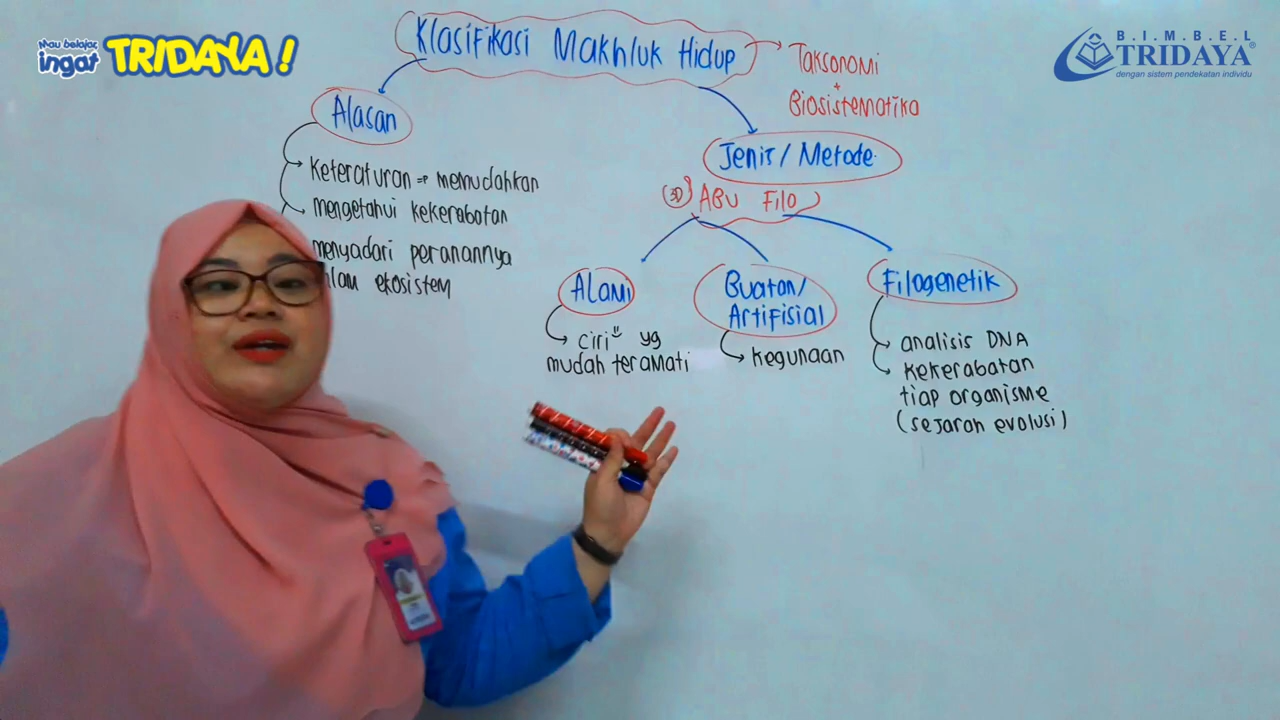 Mau belajar,
ingat TRIDAYA!
BIMBEL
TRIDAYA
dengan sistem pendekatan individu
Klasifikasi Makhluk Hidup
Taksonomi
+
Biosistematika
Alasan
Keteraturan => memudahkan
mengetahui kekerabatan
menyadari peranannya
ekosistem
Jenis/Metode
ABU Filo
Alami
ciri" yg
mudah teramati
Buatan/
Artifisial
kegunaan
Filogenetik
analisis DNA
kekerabatan
tiap organisme
(sejarah evolusi)